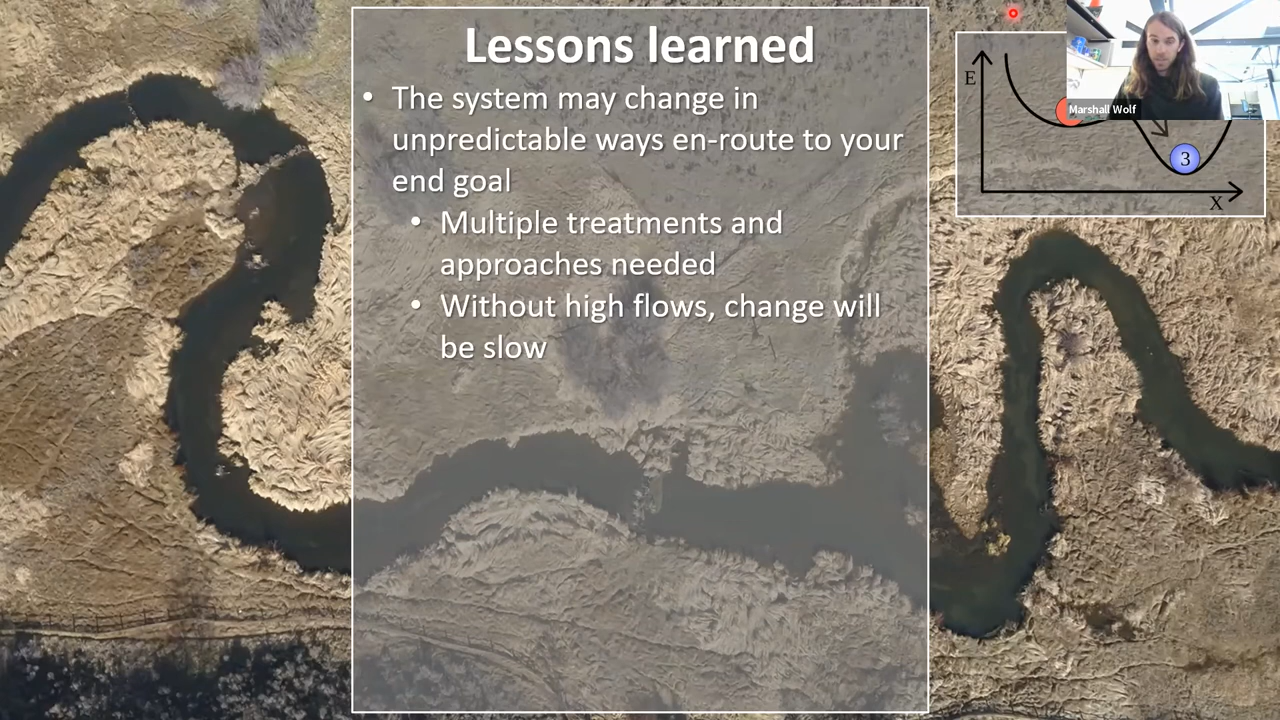 Lessons learned
• The system may change in
unpredictable ways en-route to your
end goal
• Multiple treatments and
approaches needed
• Without high flows, change will
be slow
Marshall Wolf
E
3
X